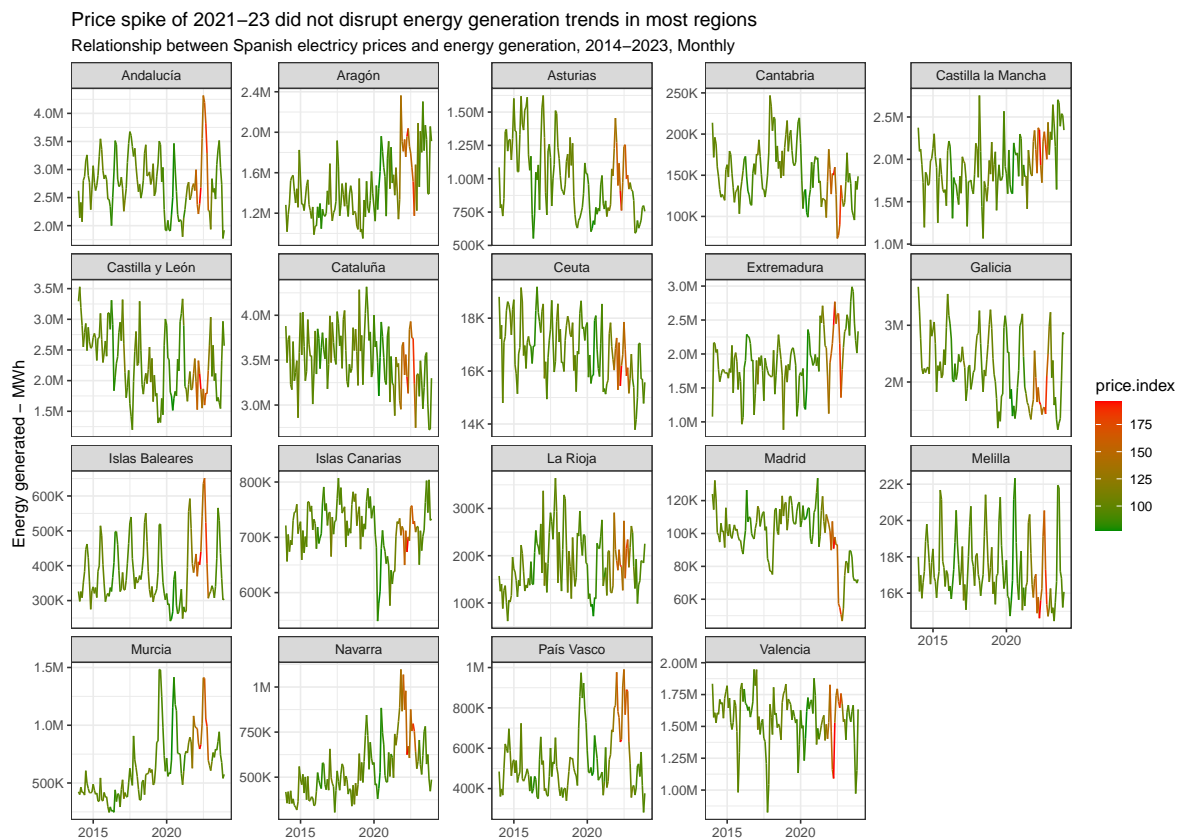 Price spike of 2021–23 did not disrupt energy generation trends in most regions
Relationship between Spanish electricy prices and energy generation, 2014–2023, Monthly
Andalucía
Aragón
Asturias
Cantabria
Castilla la Mancha
4.0M
3.5M
3.0M
2.5M
2.0M
2.4M
2.0M
1.6M
1.2M
1.50M
1.25M
1.00M
750K
500K
250K
200K
150K
100K
2.5M
2.0M
1.5M
1.0M
Castilla y León
Cataluña
Ceuta
Extremadura
Galicia
3.5M
3.0M
2.5M
2.0M
1.5M
4.0M
3.5M
3.0M
18K
16K
14K
3.0M
2.5M
2.0M
1.5M
1.0M
3M
2M
Islas Baleares
Islas Canarias
La Rioja
Madrid
Melilla
600K
500K
400K
300K
800K
700K
600K
300K
200K
100K
120K
100K
80K
60K
22K
20K
18K
16K
2015
2020
Murcia
Navarra
País Vasco
Valencia
1.5M
1.0M
500K
1M
750K
500K
1000K
800K
600K
400K
2.00M
1.75M
1.50M
1.25M
1.00M
2015
2020
2015
2020
2015
2020
2015
2020
Energy generated – MWh
price.index
175
150
125
100